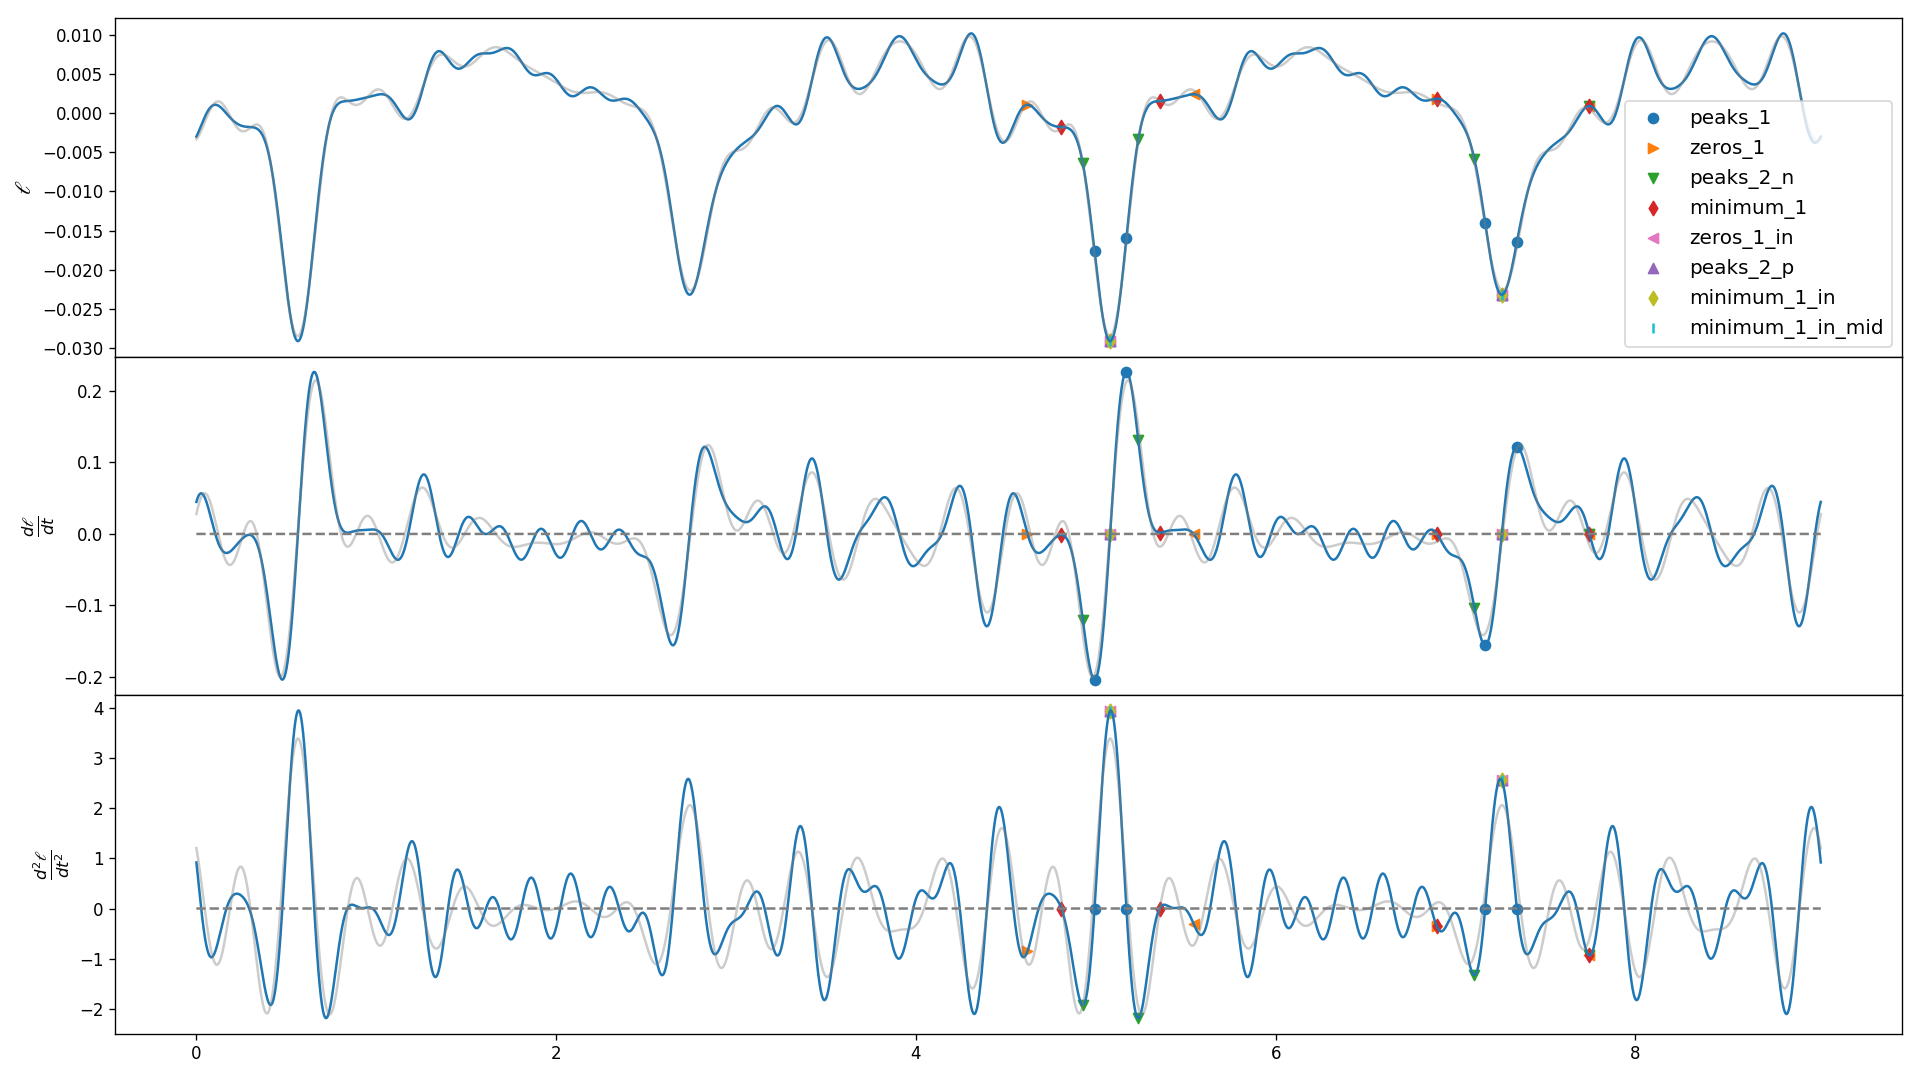 0.010
0.005
0.000
−0.005
−0.010
−0.015
−0.020
−0.025
−0.030
ℓ
peaks_1
zeros_1
peaks_2_n
minimum_1
zeros_1_in
peaks_2_p
minimum_1_in
minimum_1_in_mid
0.2
0.1
0.0
−0.1
−0.2
dℓ
dt
4
3
2
1
0
−1
−2
d²ℓ
dt²
0 2 4 6 8